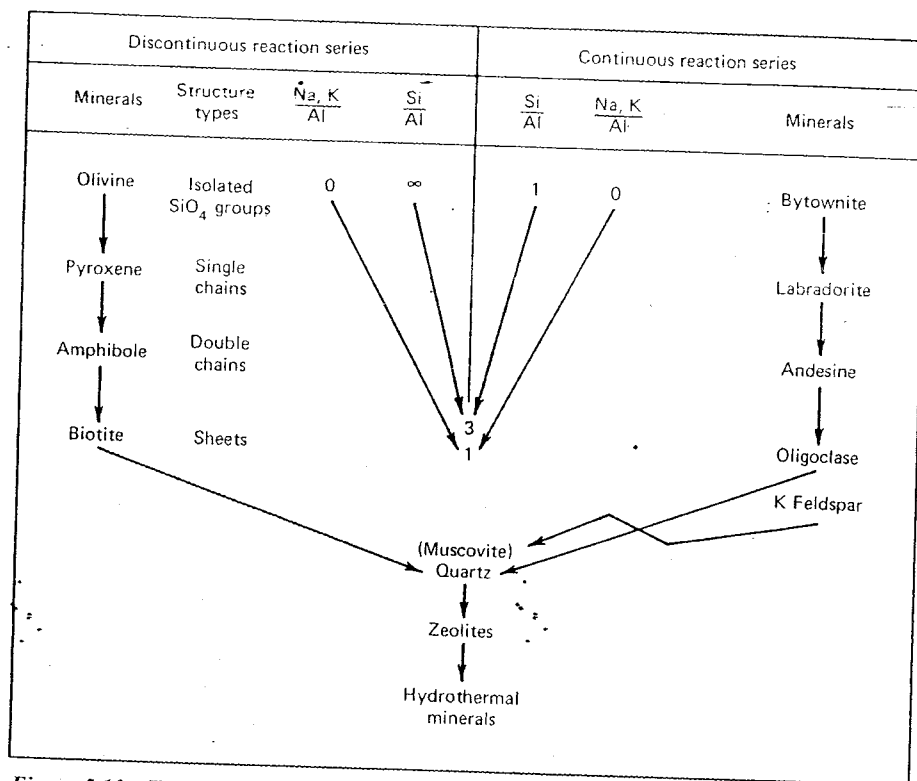 Discontinuous reaction series
Continuous reaction series
Minerals
Structure
types
Na, K
Al
Si
Al
Si
Al
Na, K
Al
Minerals
Olivine
Isolated
SiO₄ groups
0
∞
1
0
Bytownite
Pyroxene
Single
chains
Labradorite
Amphibole
Double
chains
Andesine
Biotite
Sheets
3
1
Oligoclase
K Feldspar
(Muscovite)
Quartz
Zeolites
Hydrothermal
minerals